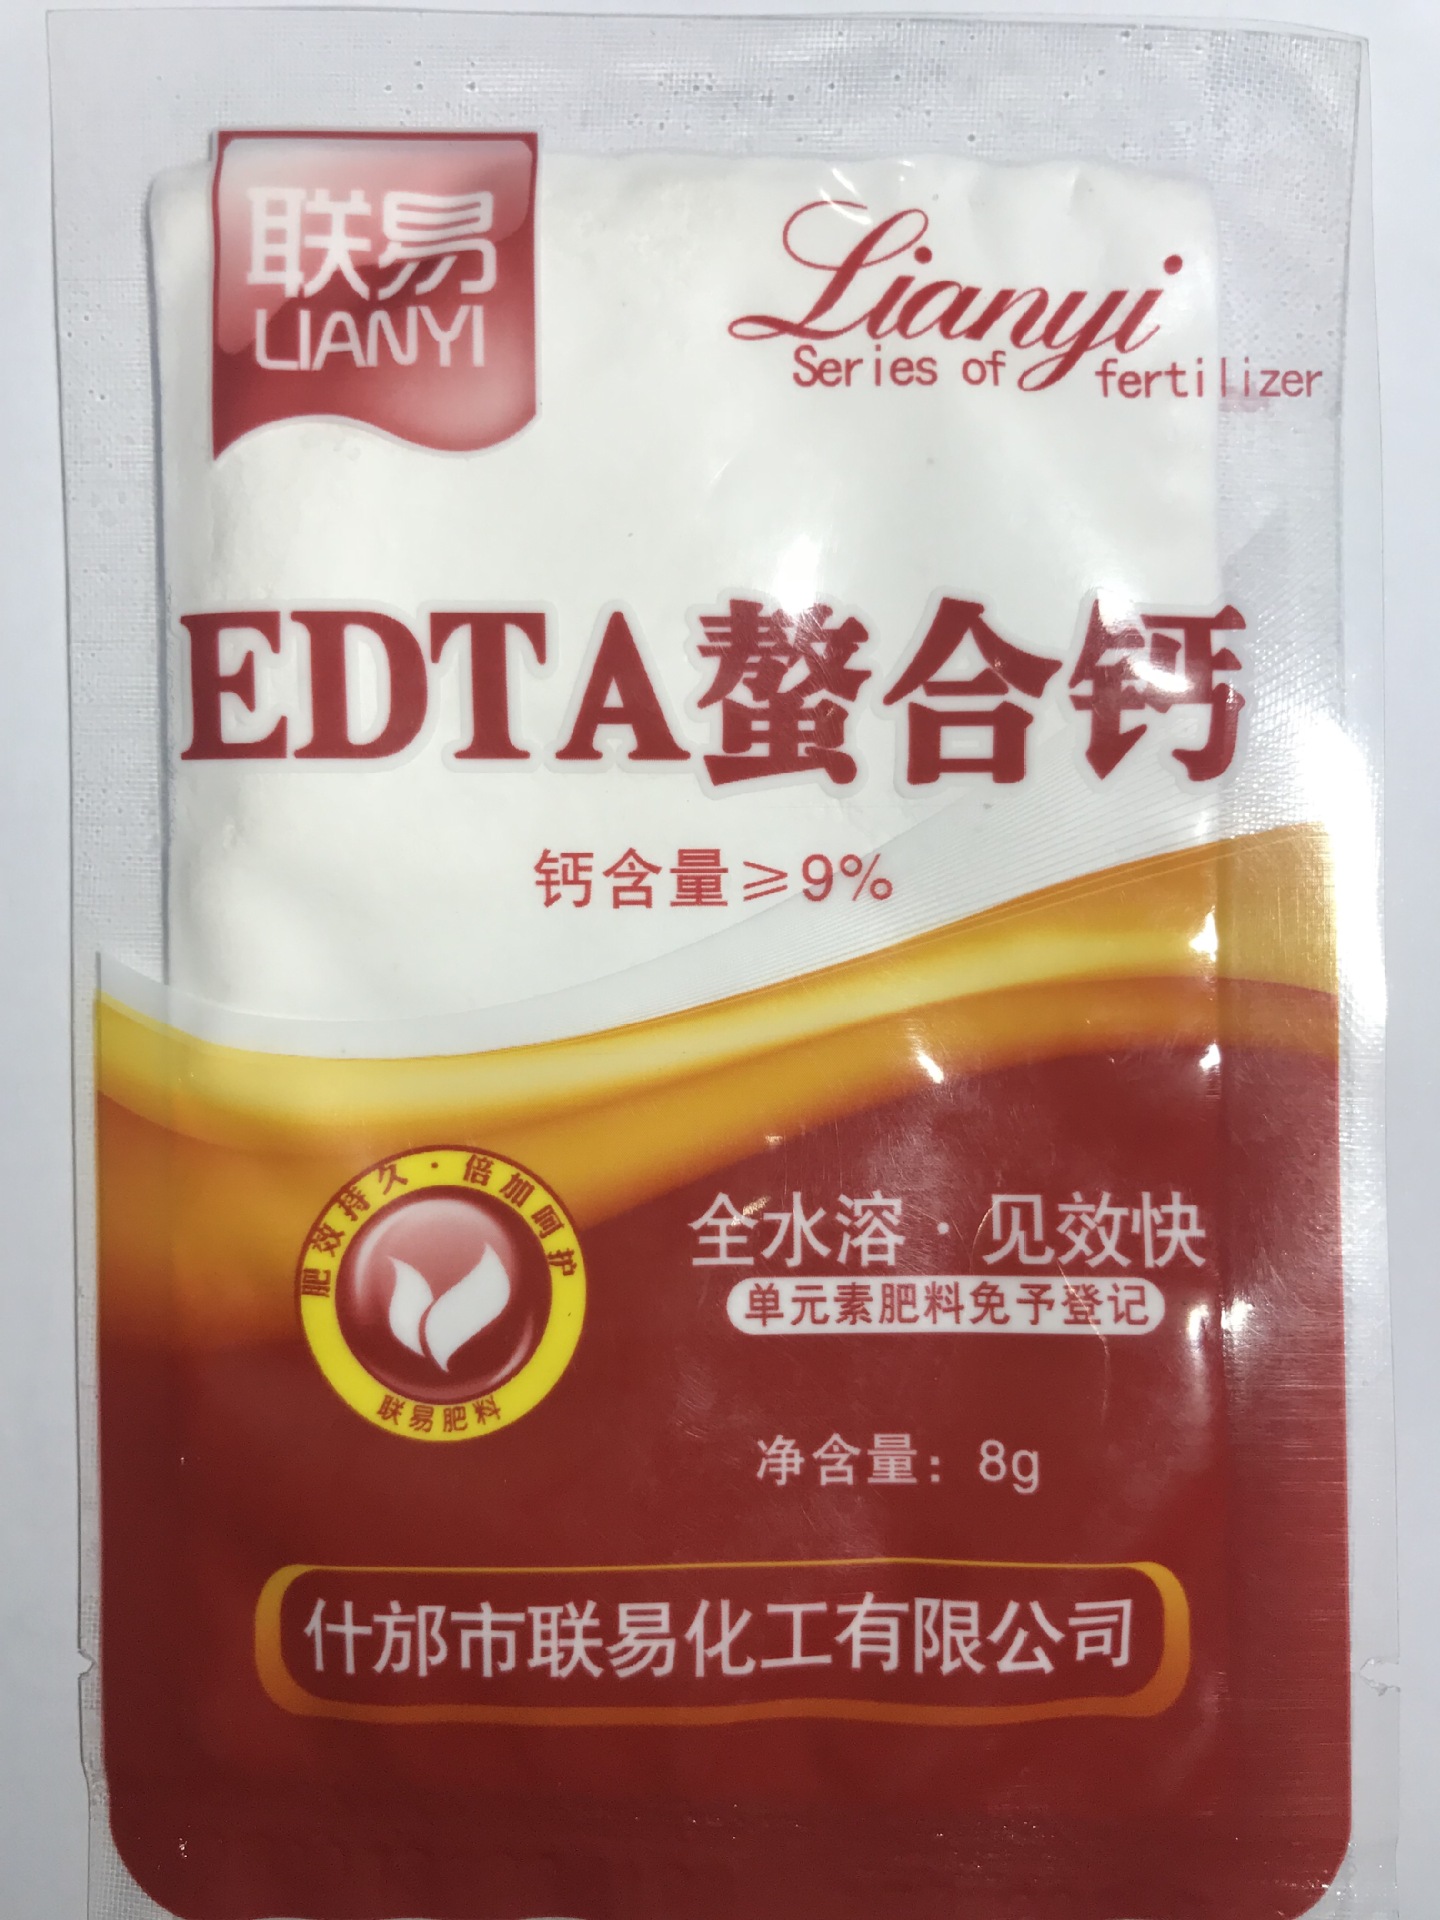 联易
LIANYI
Lianyi
Series of fertilizer
EDTA螯合钙
钙含量≥9%
肥效持久·倍加呵护
联易肥料
全水溶·见效快
单元素肥料免予登记
净含量：8g
什邡市联易化工有限公司